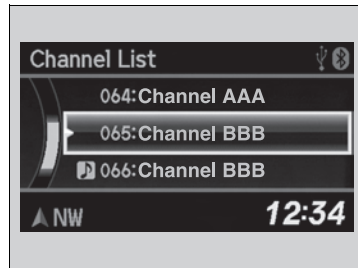 Channel List
064:Channel AAA
065:Channel BBB
066:Channel BBB
NW
12:34